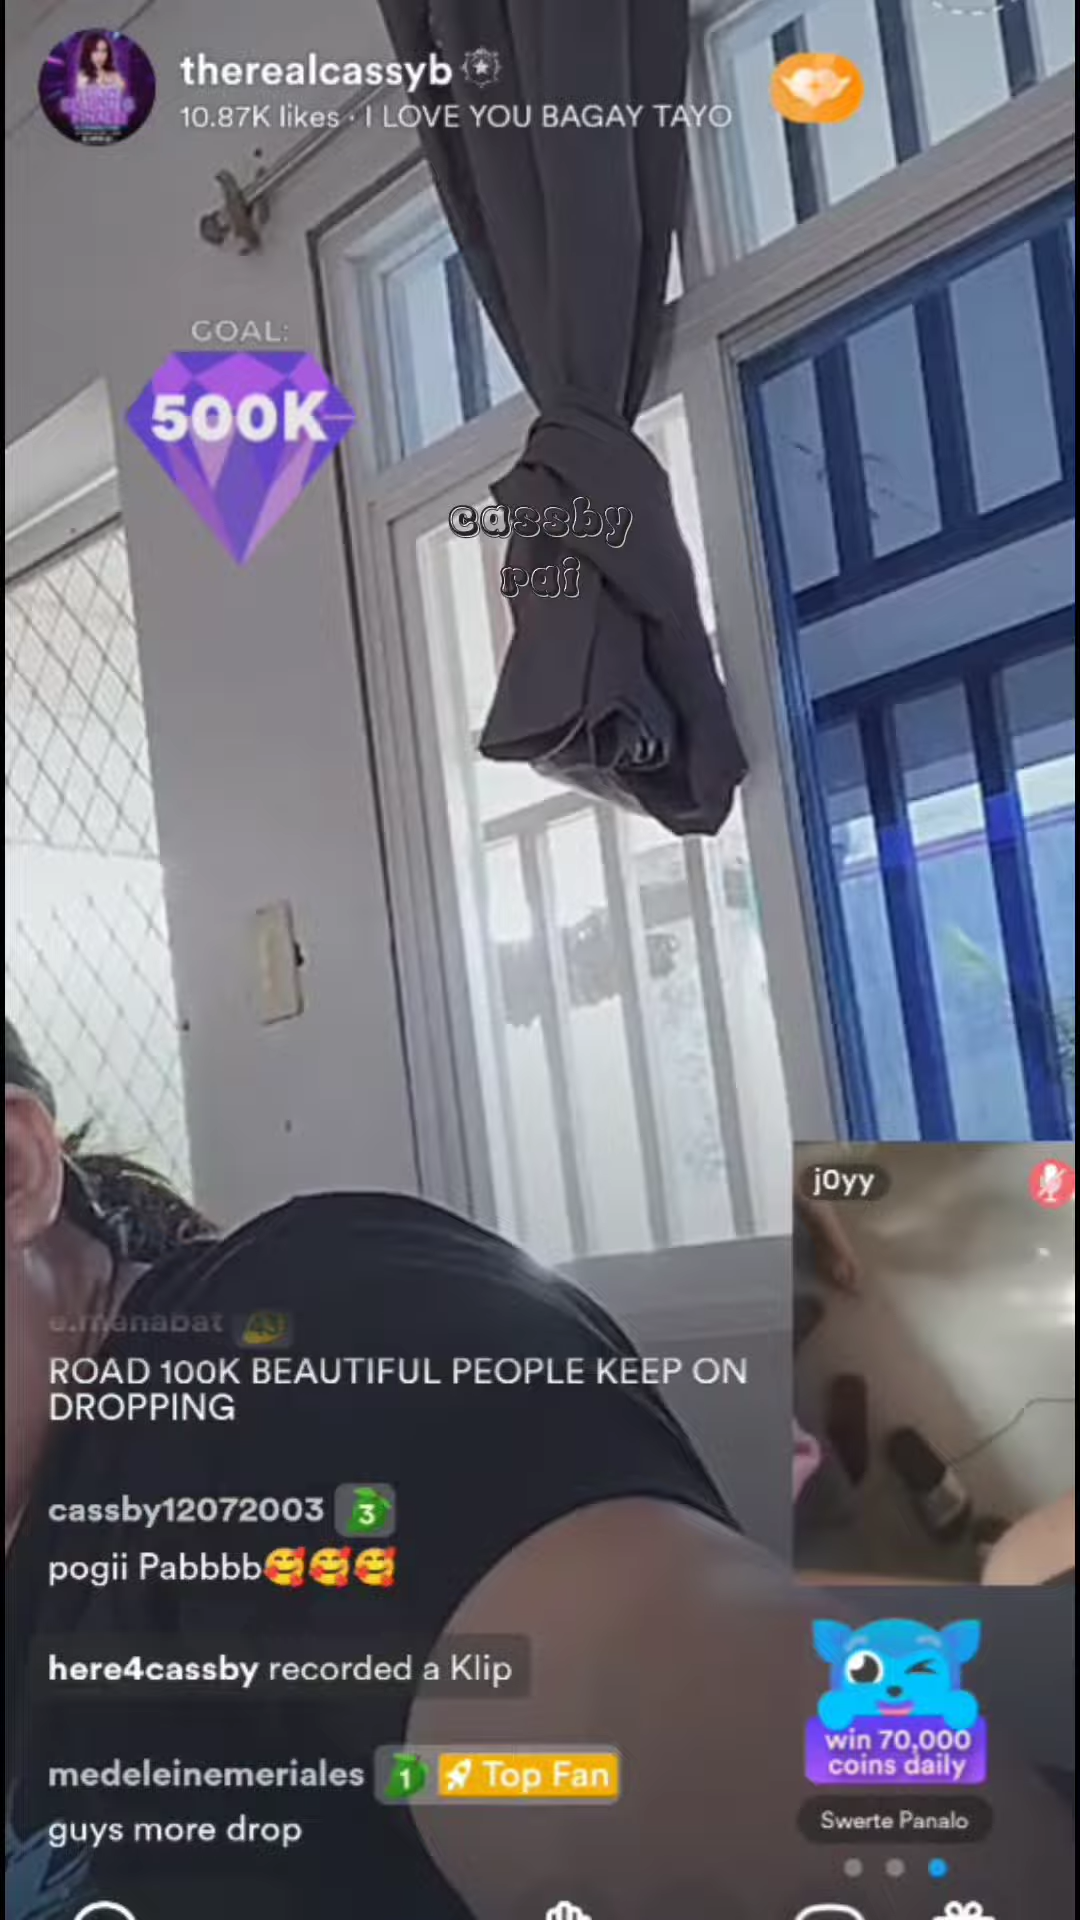 therealcassyb
10.87K likes · I LOVE YOU BAGAY TAYO
GOAL:
500K
cassby
rai
j0yy
e.manabat 43
ROAD 100K BEAUTIFUL PEOPLE KEEP ON
DROPPING
cassby12072003 3
pogii Pabbbb🥰🥰🥰
here4cassby recorded a Klip
medeleinemeriales 1 Top Fan
guys more drop
win 70,000
coins daily
Swerte Panalo